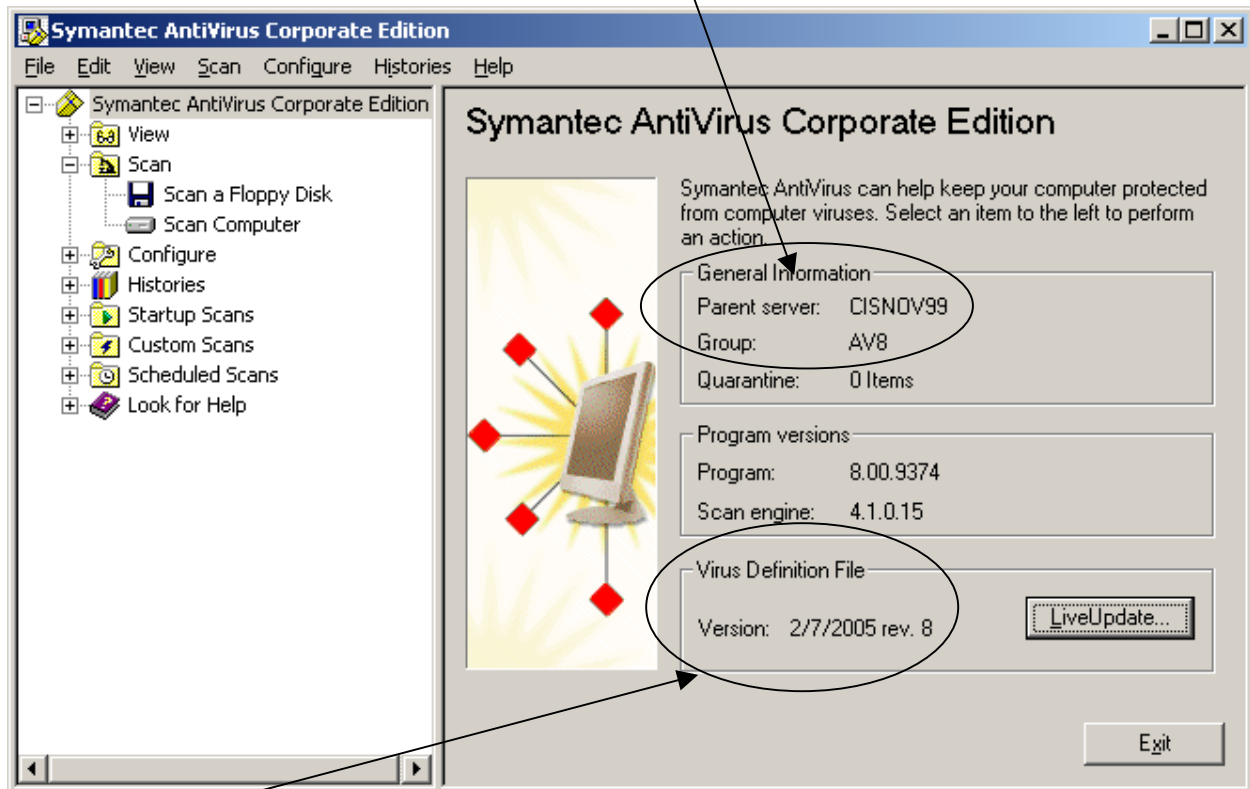 Symantec AntiVirus Corporate Edition
File Edit View Scan Configure Histories Help
Symantec AntiVirus Corporate Edition
View
Scan
Scan a Floppy Disk
Scan Computer
Configure
Histories
Startup Scans
Custom Scans
Scheduled Scans
Look for Help
Symantec AntiVirus Corporate Edition
Symantec AntiVirus can help keep your computer protected
from computer viruses. Select an item to the left to perform
an action.
General Information
Parent server: CISNOV99
Group: AV8
Quarantine: 0 Items
Program versions
Program: 8.00.9374
Scan engine: 4.1.0.15
Virus Definition File
Version: 2/7/2005 rev. 8
LiveUpdate...
Exit